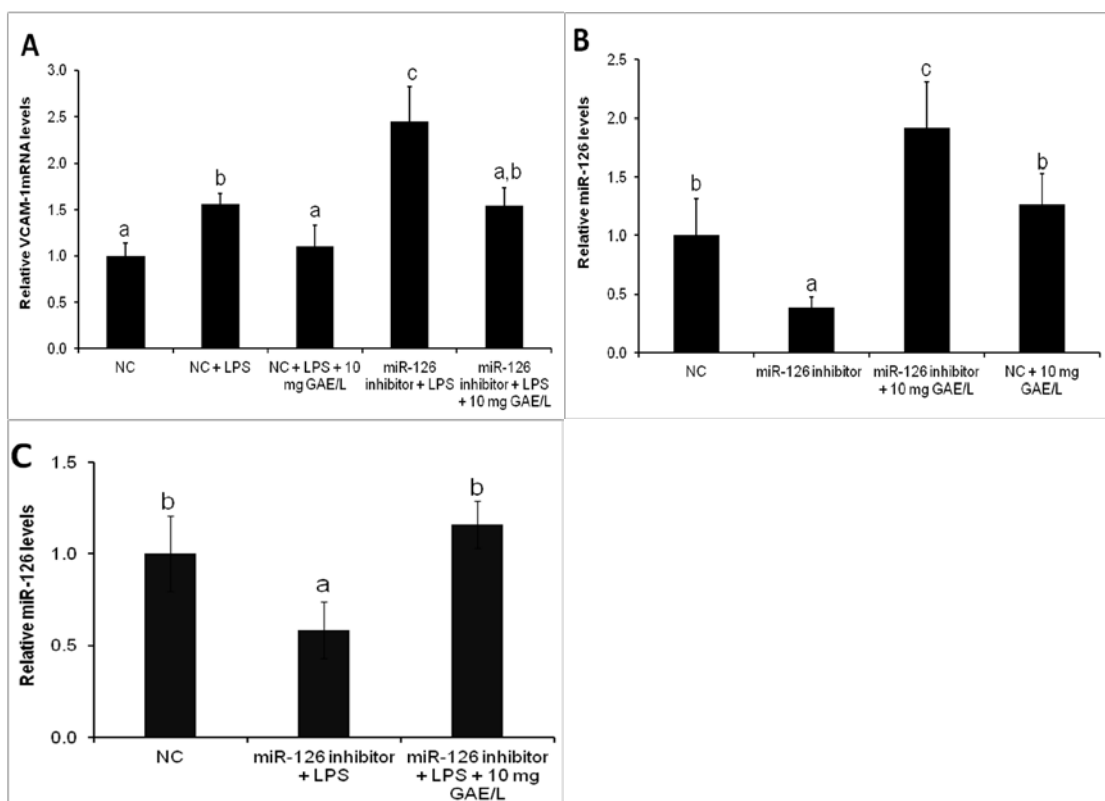 A
Relative VCAM-1mRNA levels
3.0
2.5
2.0
1.5
1.0
0.5
0.0
a
b
a
c
a,b
NC
NC + LPS
NC + LPS + 10
mg GAE/L
miR-126
inhibitor + LPS
miR-126
inhibitor + LPS
+ 10 mg GAE/L
B
Relative miR-126 levels
2.5
2.0
1.5
1.0
0.5
0.0
b
a
c
b
NC
miR-126 inhibitor
miR-126 inhibitor
+ 10 mg GAE/L
NC + 10 mg
GAE/L
C
Relative miR-126 levels
1.5
1.0
0.5
0.0
b
a
b
NC
miR-126 inhibitor
+ LPS
miR-126 inhibitor
+ LPS + 10 mg
GAE/L